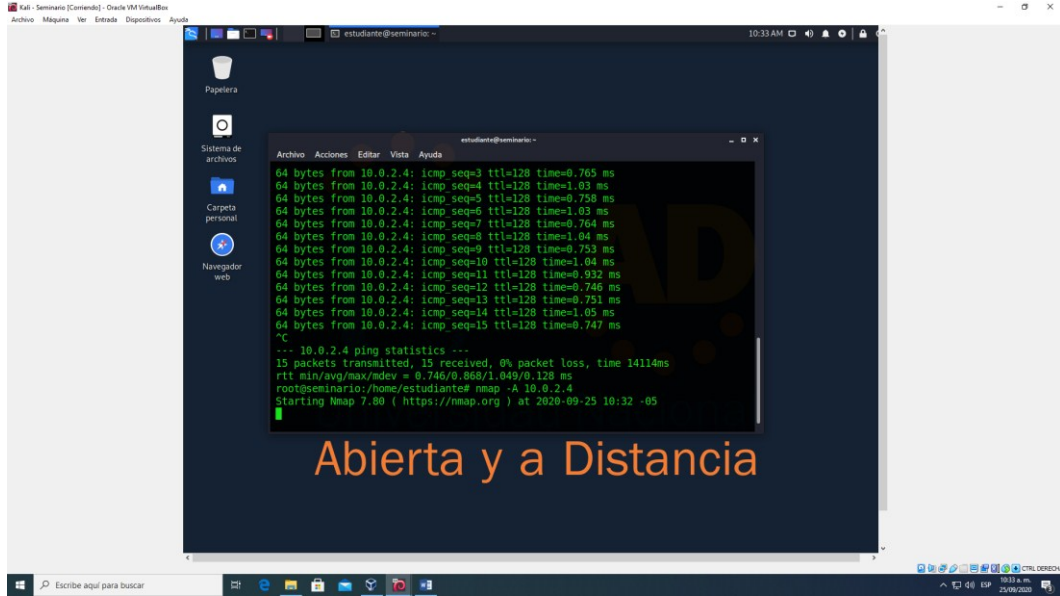 Kali - Seminario [Corriendo] - Oracle VM VirtualBox
Archivo Máquina Ver Entrada Dispositivos Ayuda
estudiante@seminario: ~
10:33 AM
Papelera
Sistema de
archivos
Carpeta
personal
Navegador
web
estudiante@seminario: ~
Archivo Acciones Editar Vista Ayuda
64 bytes from 10.0.2.4: icmp_seq=3 ttl=128 time=0.765 ms
64 bytes from 10.0.2.4: icmp_seq=4 ttl=128 time=1.03 ms
64 bytes from 10.0.2.4: icmp_seq=5 ttl=128 time=0.758 ms
64 bytes from 10.0.2.4: icmp_seq=6 ttl=128 time=1.03 ms
64 bytes from 10.0.2.4: icmp_seq=7 ttl=128 time=0.764 ms
64 bytes from 10.0.2.4: icmp_seq=8 ttl=128 time=1.04 ms
64 bytes from 10.0.2.4: icmp_seq=9 ttl=128 time=0.753 ms
64 bytes from 10.0.2.4: icmp_seq=10 ttl=128 time=1.04 ms
64 bytes from 10.0.2.4: icmp_seq=11 ttl=128 time=0.932 ms
64 bytes from 10.0.2.4: icmp_seq=12 ttl=128 time=0.746 ms
64 bytes from 10.0.2.4: icmp_seq=13 ttl=128 time=0.751 ms
64 bytes from 10.0.2.4: icmp_seq=14 ttl=128 time=1.05 ms
64 bytes from 10.0.2.4: icmp_seq=15 ttl=128 time=0.747 ms
^C
--- 10.0.2.4 ping statistics ---
15 packets transmitted, 15 received, 0% packet loss, time 14114ms
rtt min/avg/max/mdev = 0.746/0.868/1.049/0.128 ms
root@seminario:/home/estudiante# nmap -A 10.0.2.4
Starting Nmap 7.80 ( https://nmap.org ) at 2020-09-25 10:32 -05
Abierta y a Distancia
CTRL DERECH
Escribe aquí para buscar
ESP
10:33 a. m.
25/09/2020